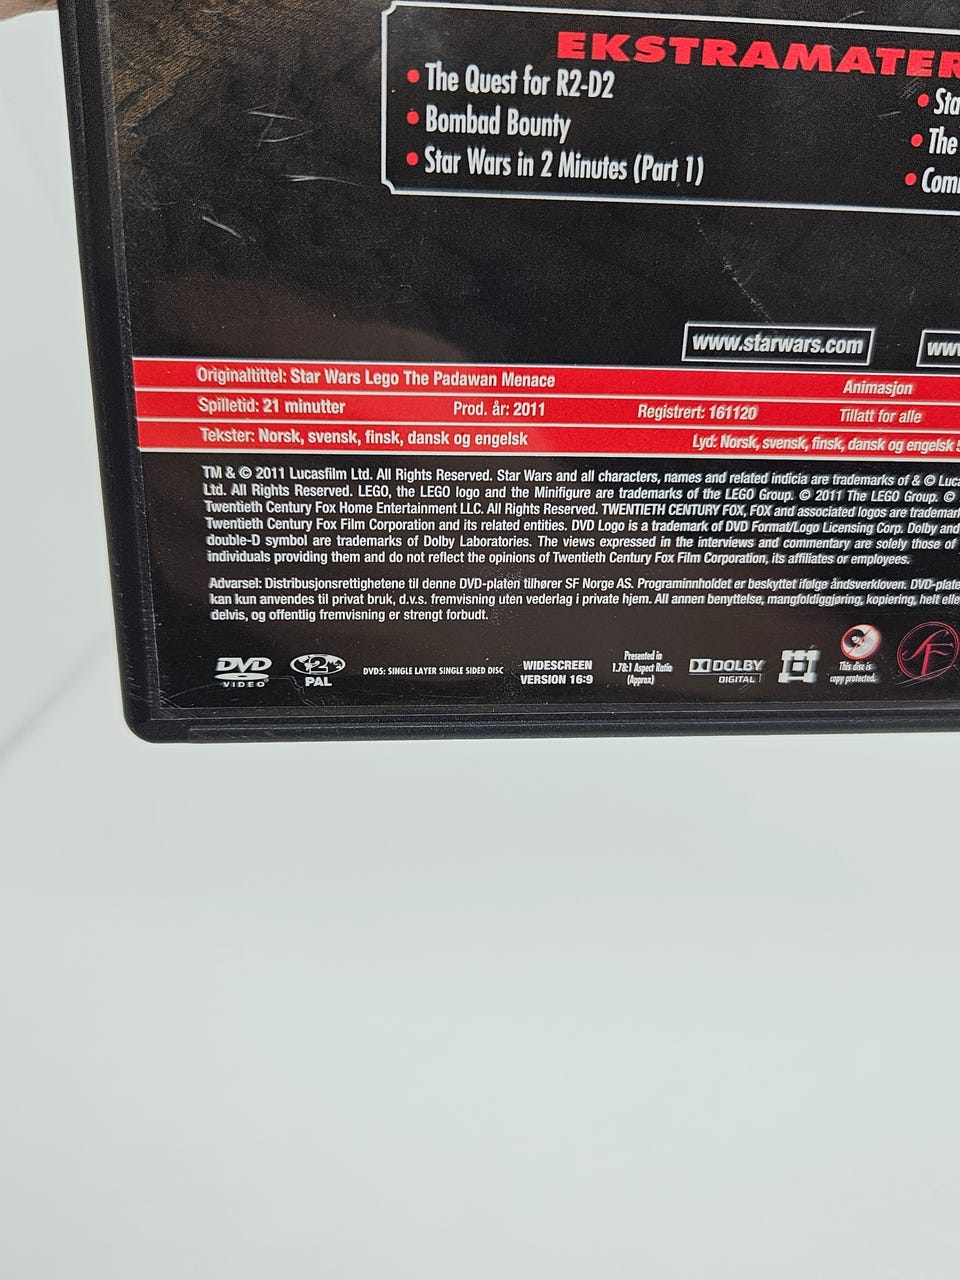 EKSTRAMATER
• The Quest for R2-D2
• Bombad Bounty
• Star Wars in 2 Minutes (Part 1)
• Sta
• The
• Com
www.starwars.com
www
Originaltittel: Star Wars Lego The Padawan Menace
Animasjon
Spilletid: 21 minutter
Prod. år: 2011
Registrert: 161120
Tillatt for alle
Tekster: Norsk, svensk, finsk, dansk og engelsk
Lyd: Norsk, svensk, finsk, dansk og engelsk 5
TM & © 2011 Lucasfilm Ltd. All Rights Reserved. Star Wars and all characters, names and related indicia are trademarks of & © Luca
Ltd. All Rights Reserved. LEGO, the LEGO logo and the Minifigure are trademarks of the LEGO Group. © 2011 The LEGO Group. ©
Twentieth Century Fox Home Entertainment LLC. All Rights Reserved. TWENTIETH CENTURY FOX, FOX and associated logos are trademar
Twentieth Century Fox Film Corporation and its related entities. DVD Logo is a trademark of DVD Format/Logo Licensing Corp. Dolby and
double-D symbol are trademarks of Dolby Laboratories. The views expressed in the interviews and commentary are solely those of
individuals providing them and do not reflect the opinions of Twentieth Century Fox Film Corporation, its affiliates or employees.
Advarsel: Distribusjonsrettighetene til denne DVD-platen tilhører SF Norge AS. Programinnholdet er beskyttet ifølge åndsverkloven. DVD-plate
kan kun anvendes til privat bruk, d.v.s. fremvisning uten vederlag i private hjem. All annen benyttelse, mangfoldiggjøring, kopiering, helt elle
delvis, og offentlig fremvisning er strengt forbudt.
DVD
VIDEO
2
PAL
DVD5: SINGLE LAYER SINGLE SIDED DISC
WIDESCREEN
VERSION 16:9
Presented in
1.78:1 Aspect Ratio
(Approx)
DOLBY
DIGITAL
This disc is
copy protected.
SF